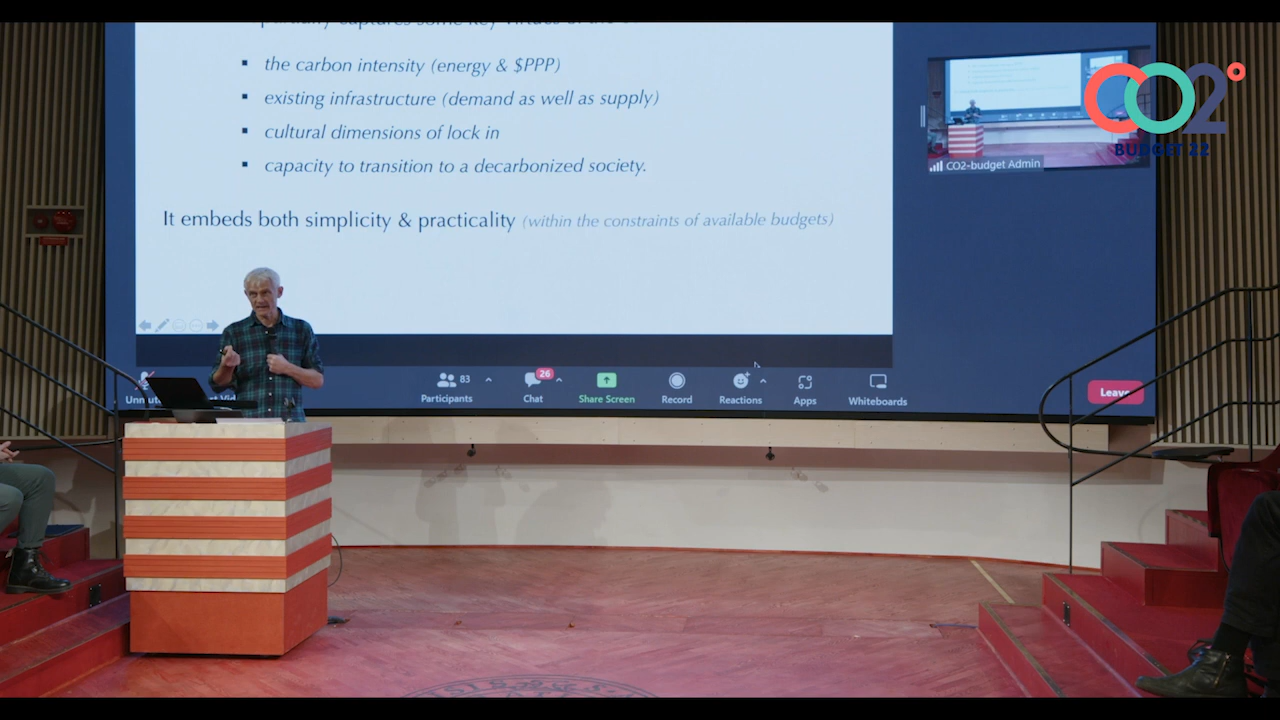 the carbon intensity (energy & $PPP)
existing infrastructure (demand as well as supply)
cultural dimensions of lock in
capacity to transition to a decarbonized society.
It embeds both simplicity & practicality (within the constraints of available budgets)
CO2°
BUDGET 22
CO2-budget Admin
83
26
Participants
Chat
Share Screen
Record
Reactions
Apps
Whiteboards
Leave